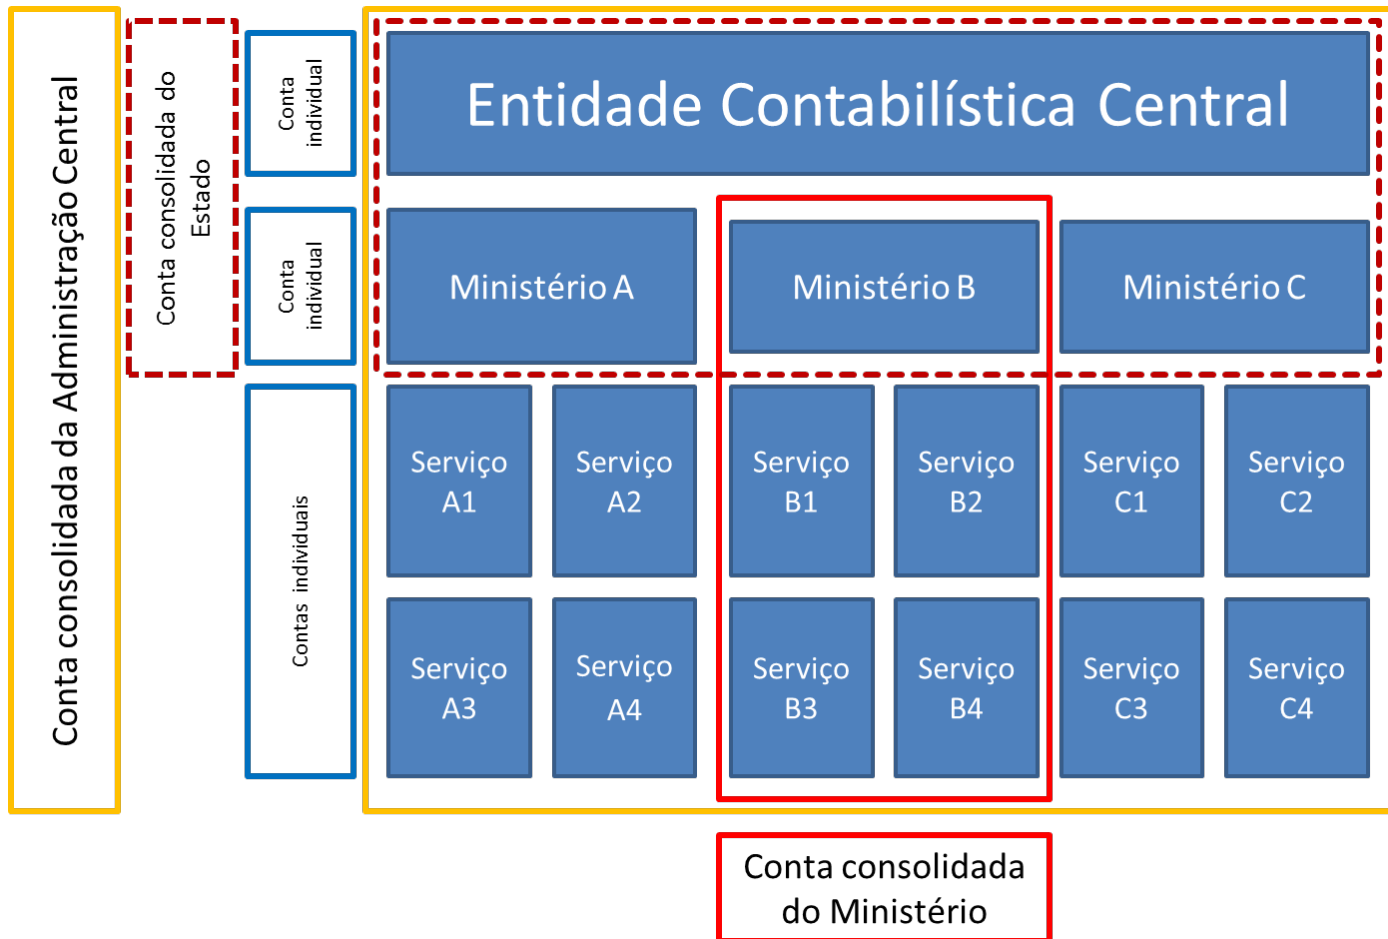 Conta consolidada da Administração Central
Conta consolidada do
Estado
Conta
individual
Entidade Contabilística Central
Conta
individual
Ministério A
Ministério B
Ministério C
Contas individuais
Serviço
A1
Serviço
A2
Serviço
B1
Serviço
B2
Serviço
C1
Serviço
C2
Serviço
A3
Serviço
A4
Serviço
B3
Serviço
B4
Serviço
C3
Serviço
C4
Conta consolidada
do Ministério